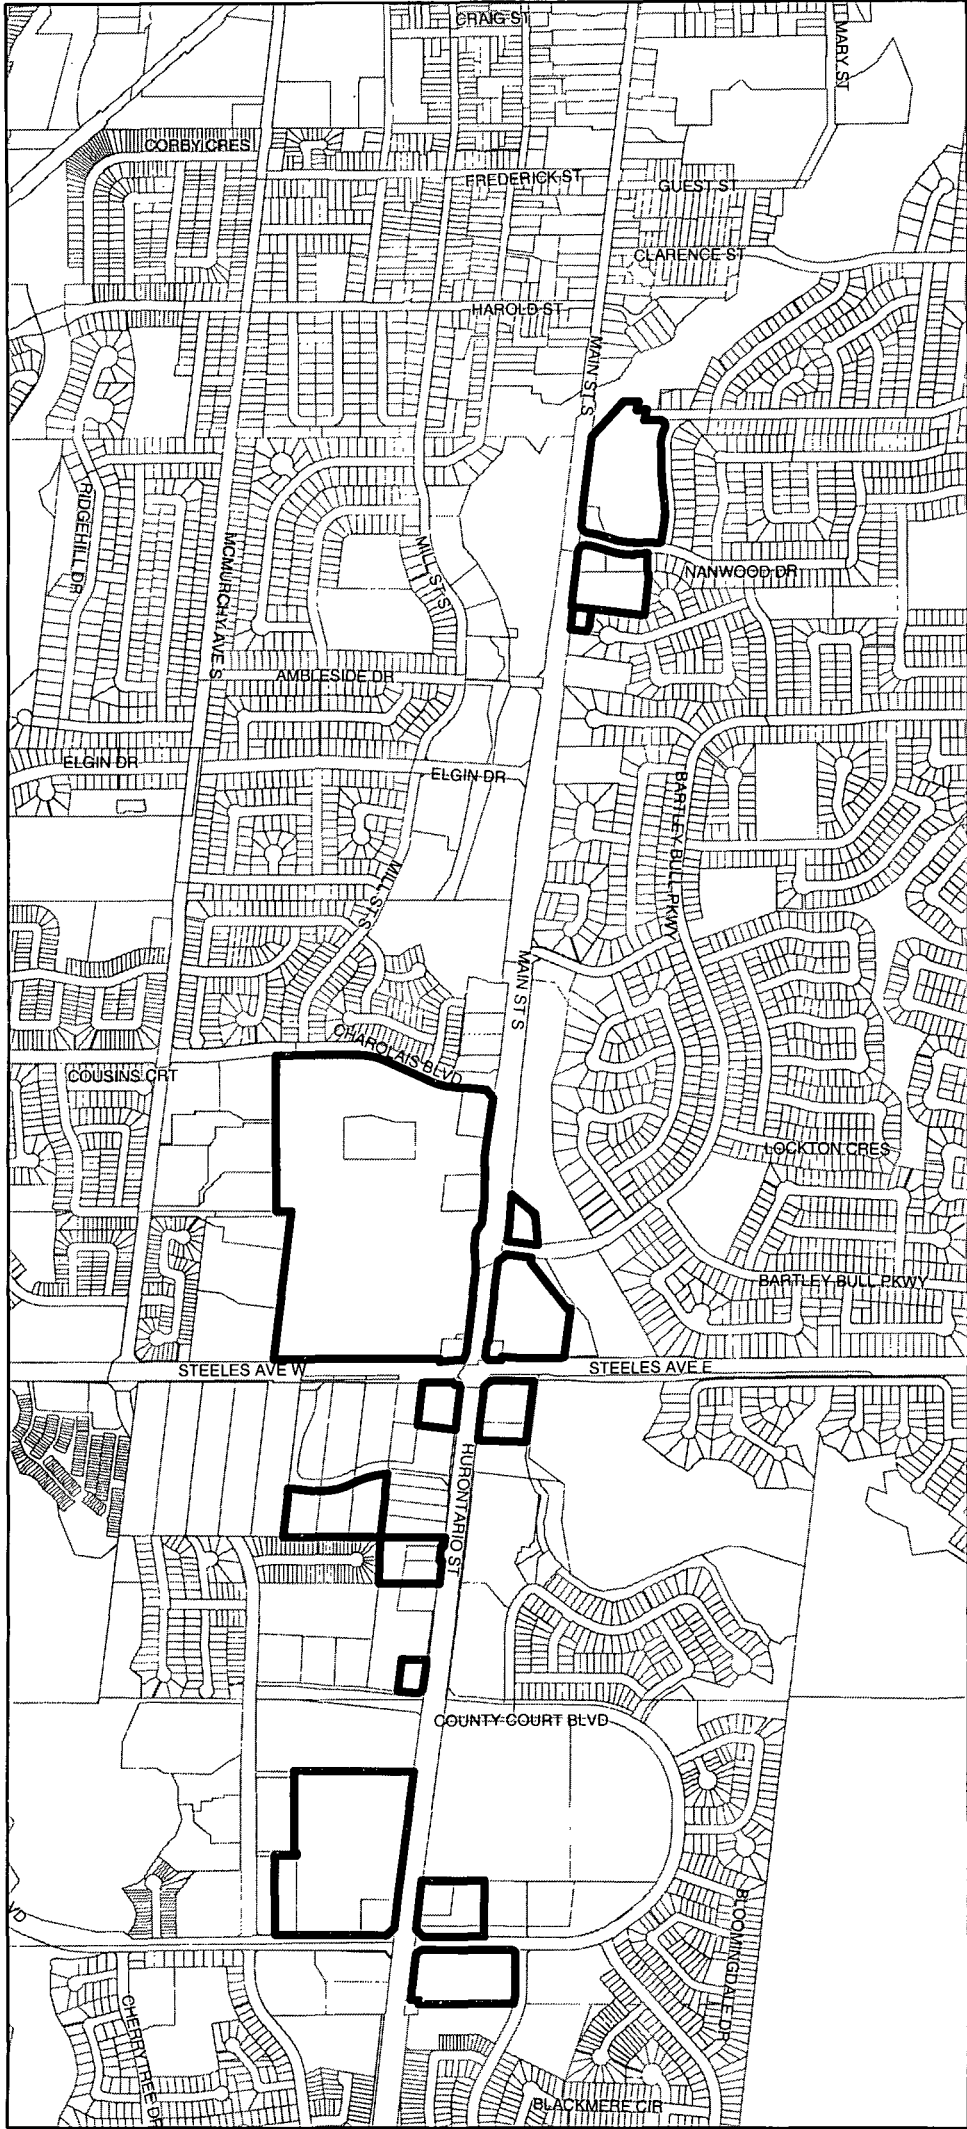 CRAIG ST
MARY ST
CORBY CRES
FREDERICK ST
GUEST ST
CLARENCE ST
HAROLD ST
MAIN ST S
RIDGEHILL DR
MCMURCHY AVE S
MILL ST S
NANWOOD DR
AMBLESIDE DR
ELGIN DR
ELGIN DR
BARTLEY BULL PKWY
MILL ST S
MAIN ST S
CHAROLAIS BLVD
COUSINS CRT
LOCKTON CRES
BARTLEY BULL PKWY
STEELES AVE W
STEELES AVE E
HURONTARIO ST
COUNTY COURT BLVD
BLOOMINGDALE DR
VD
CHERRYTREE DR
BLACKMERE CIR